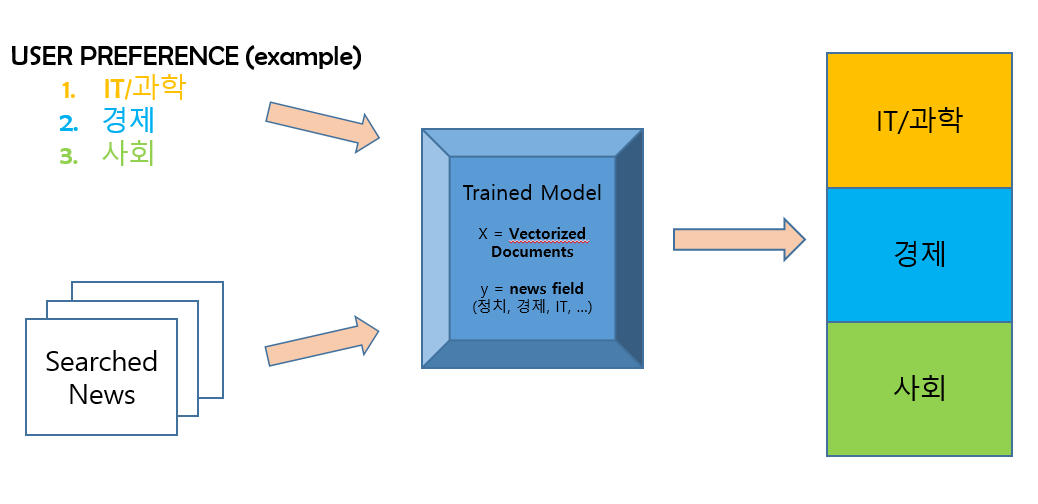 USER PREFERENCE (example)
1. IT/과학
2. 경제
3. 사회
Searched
News
Trained Model
X = Vectorized
Documents
y = news field
(정치, 경제, IT, ...)
IT/과학
경제
사회